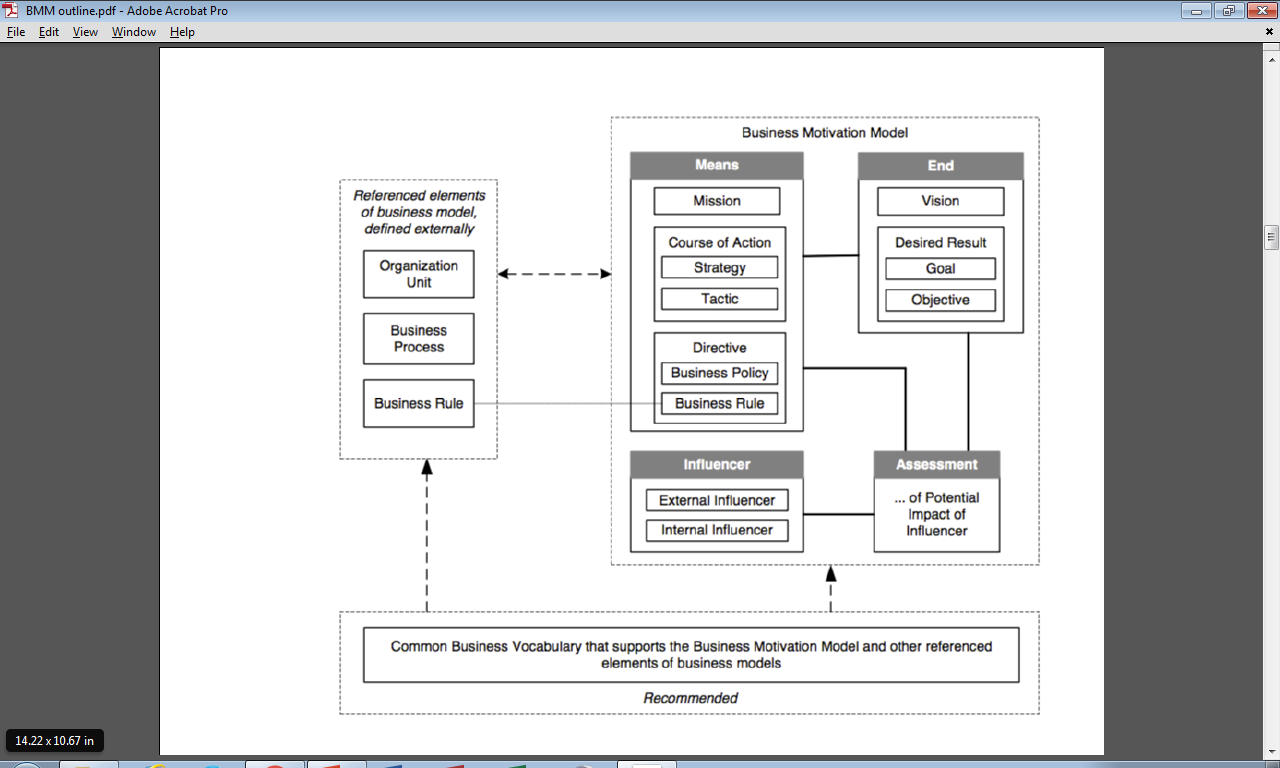 BMM outline.pdf - Adobe Acrobat Pro
File Edit View Window Help
Business Motivation Model
Referenced elements
of business model,
defined externally
Organization
Unit
Business
Process
Business Rule
Means
Mission
Course of Action
Strategy
Tactic
Directive
Business Policy
Business Rule
End
Vision
Desired Result
Goal
Objective
Influencer
External Influencer
Internal Influencer
Assessment
... of Potential
Impact of
Influencer
Common Business Vocabulary that supports the Business Motivation Model and other referenced
elements of business models
Recommended
14.22 x 10.67 in